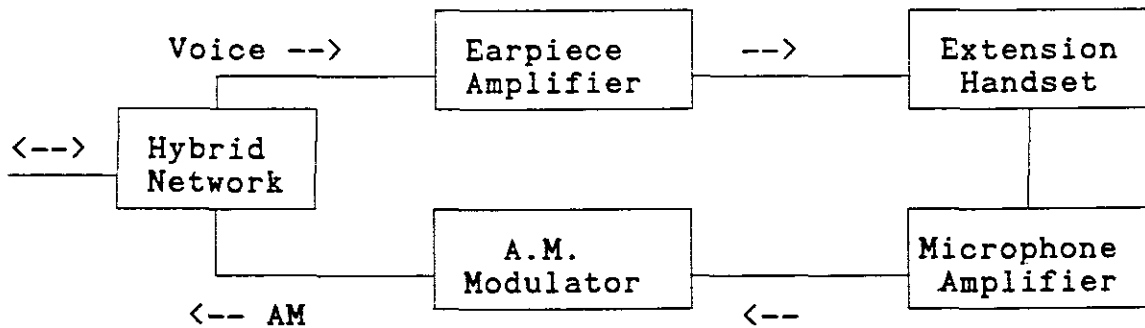 Voice -->
Earpiece
Amplifier
-->
Extension
Handset
<-->
Hybrid
Network
A.M.
Modulator
Microphone
Amplifier
<-- AM
<--